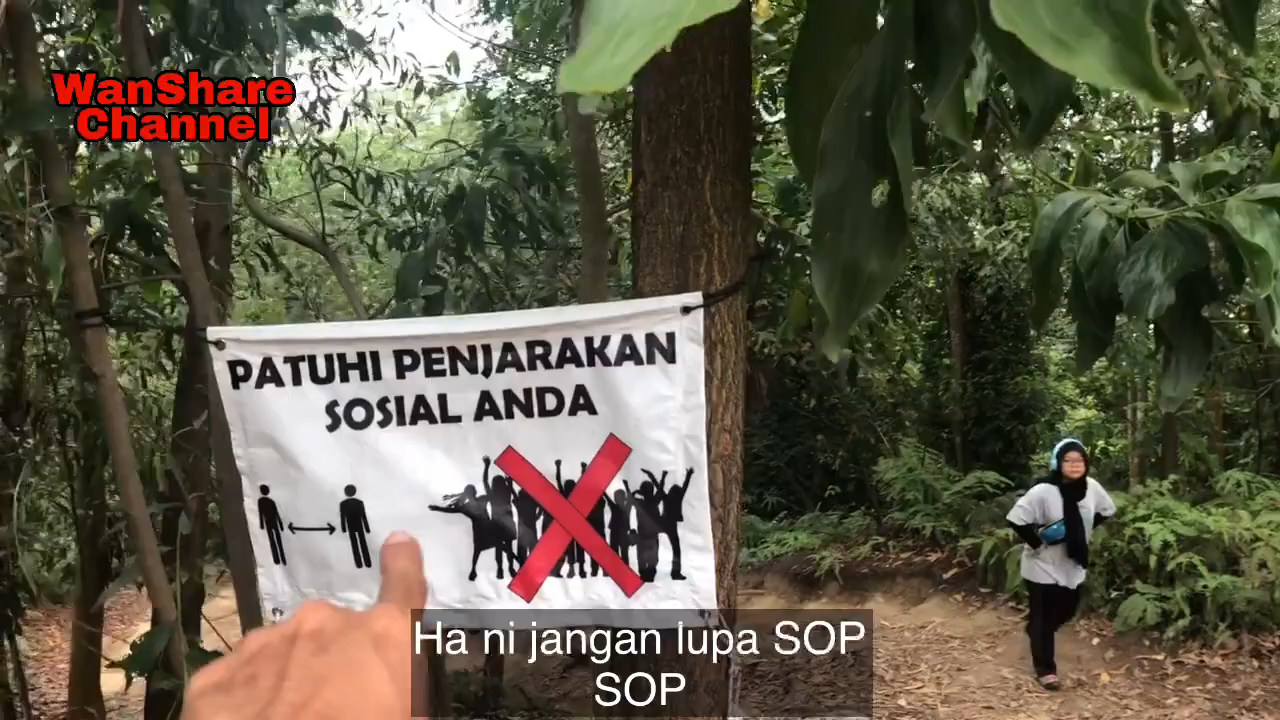 WanShare
Channel
PATUHI PENJARAKAN
SOSIAL ANDA
Ha ni jangan lupa SOP
SOP